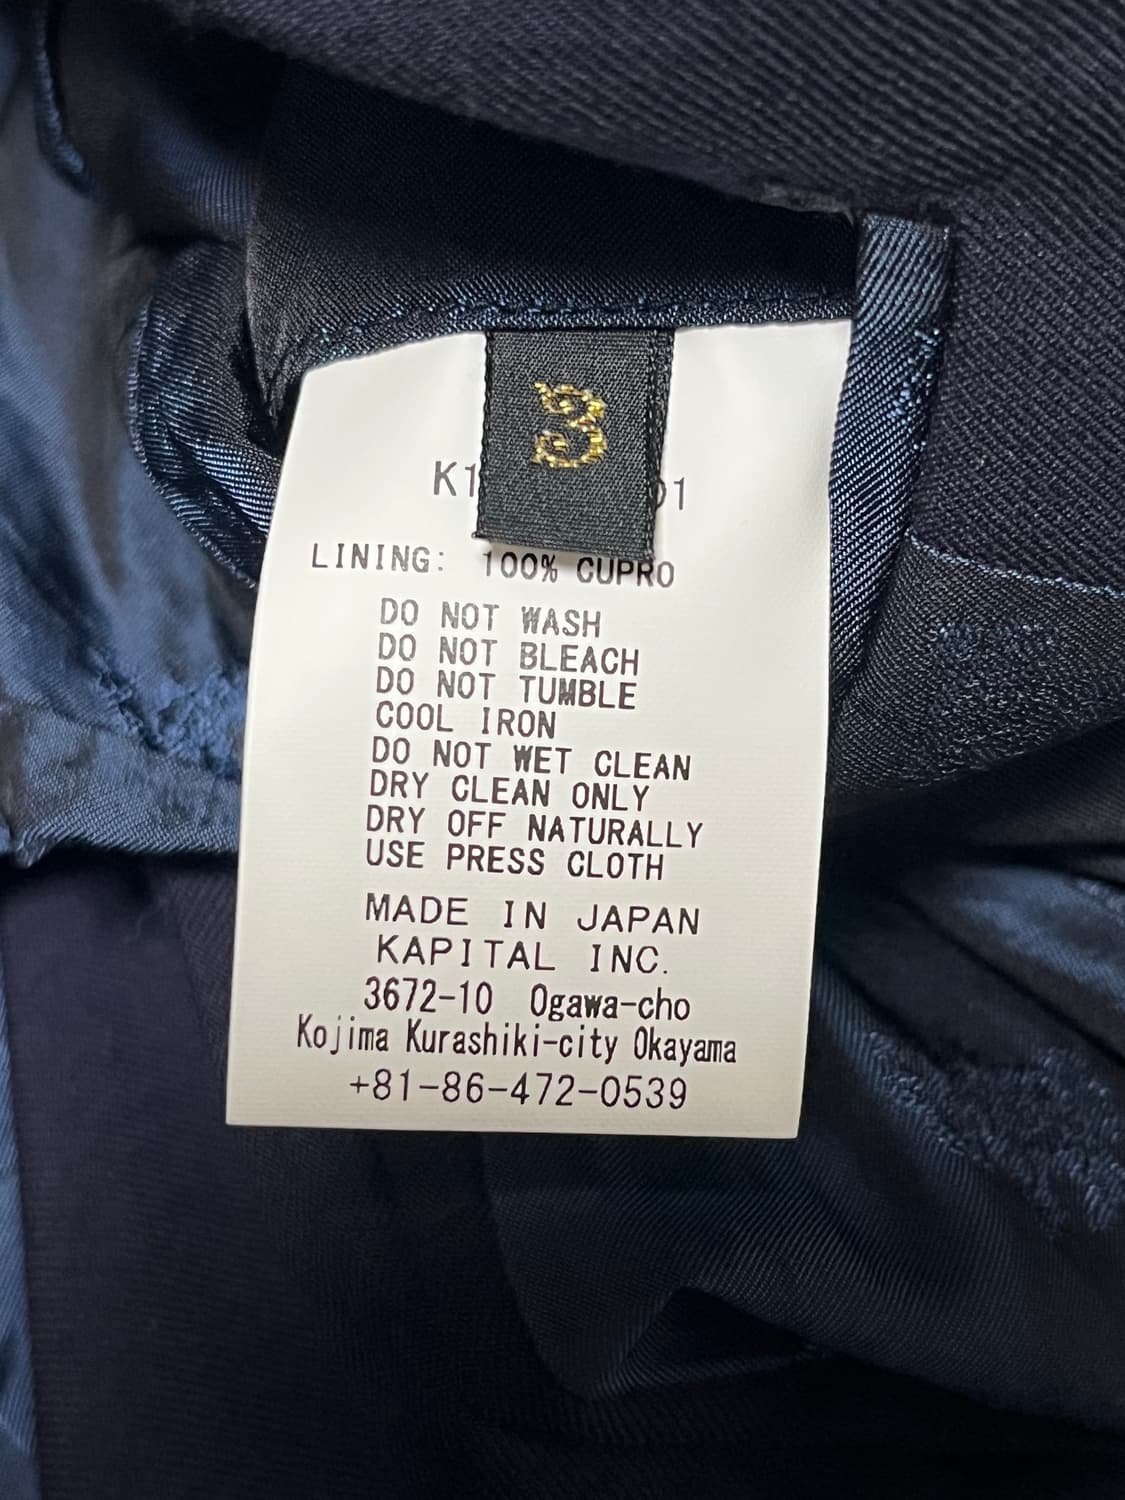 3
LINING: 100% CUPRO
DO NOT WASH
DO NOT BLEACH
DO NOT TUMBLE
COOL IRON
DO NOT WET CLEAN
DRY CLEAN ONLY
DRY OFF NATURALLY
USE PRESS CLOTH
MADE IN JAPAN
KAPITAL INC.
3672-10 Ogawa-cho
Kojima Kurashiki-city Okayama
+81-86-472-0539